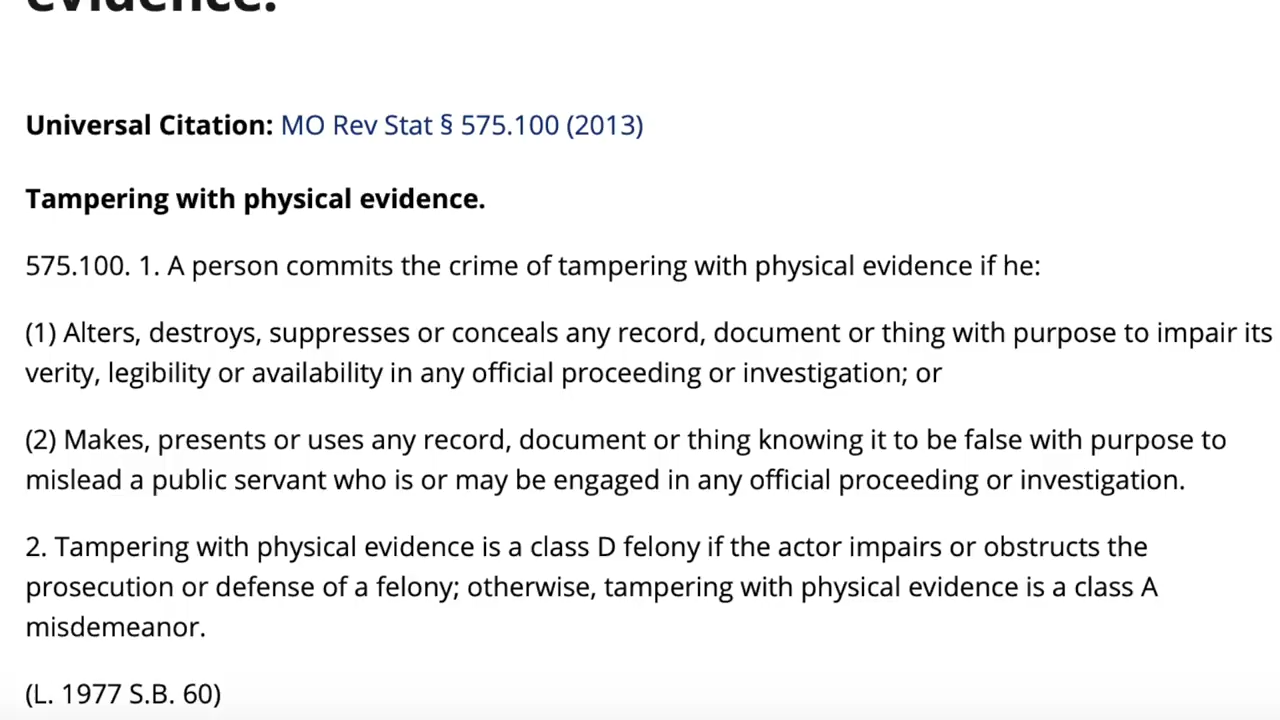 evidence.
Universal Citation: MO Rev Stat § 575.100 (2013)
Tampering with physical evidence.
575.100. 1. A person commits the crime of tampering with physical evidence if he:
(1) Alters, destroys, suppresses or conceals any record, document or thing with purpose to impair its
verity, legibility or availability in any official proceeding or investigation; or
(2) Makes, presents or uses any record, document or thing knowing it to be false with purpose to
mislead a public servant who is or may be engaged in any official proceeding or investigation.
2. Tampering with physical evidence is a class D felony if the actor impairs or obstructs the
prosecution or defense of a felony; otherwise, tampering with physical evidence is a class A
misdemeanor.
(L. 1977 S.B. 60)